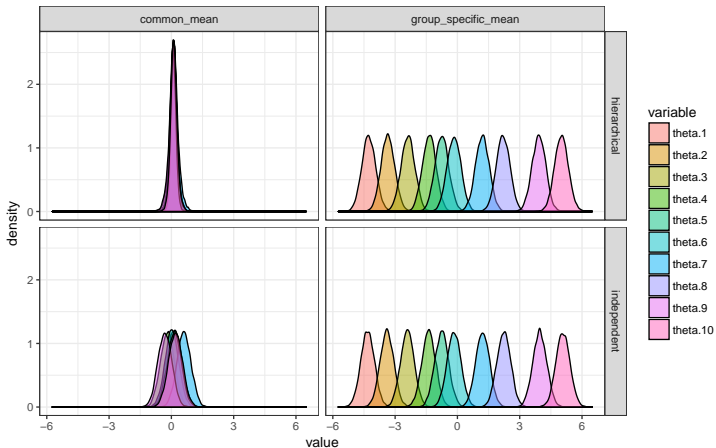 common_mean
group_specific_mean
density
2
1
0
hierarchical
2
1
0
independent
−6
−3
0
3
6
−6
−3
0
3
6
value
variable
theta.1
theta.2
theta.3
theta.4
theta.5
theta.6
theta.7
theta.8
theta.9
theta.10